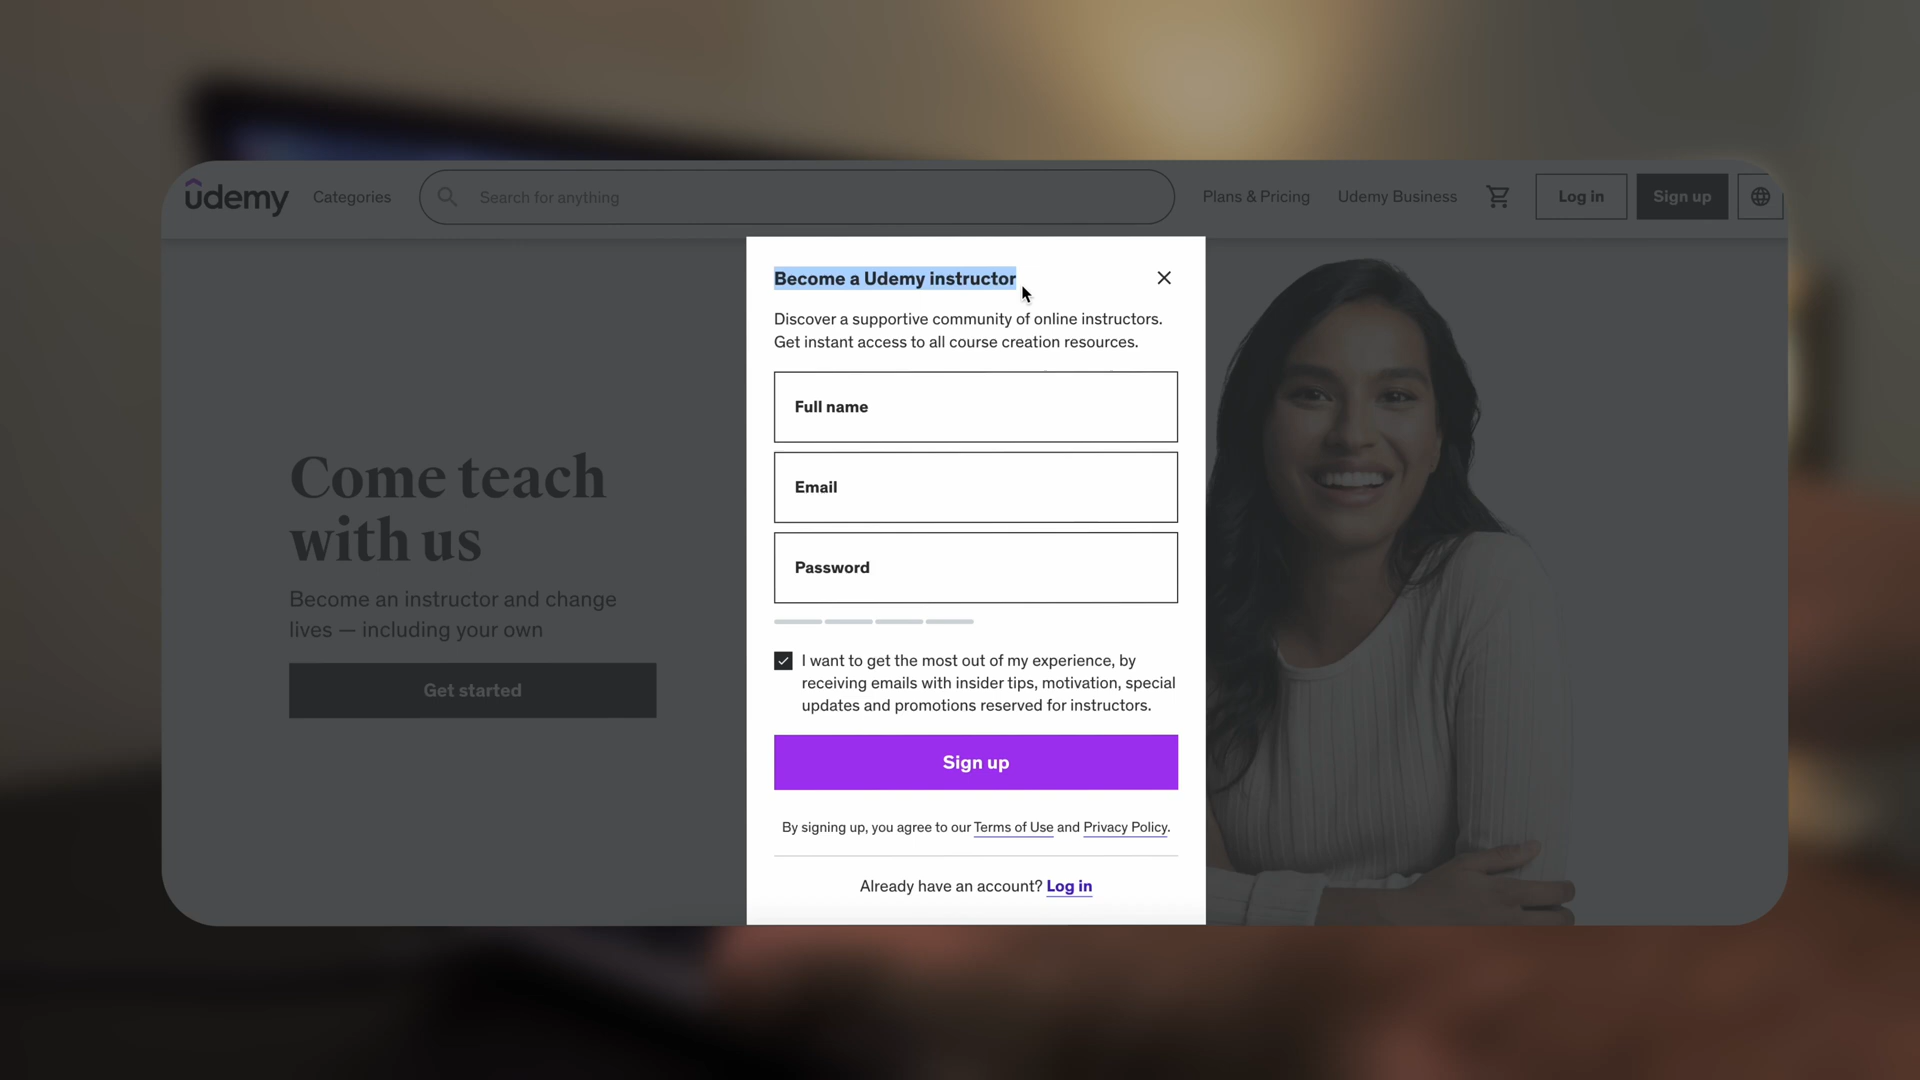 udemy
Categories
Search for anything
Plans & Pricing
Udemy Business
Log in
Sign up
Come teach
with us
Become an instructor and change
lives — including your own
Get started
Become a Udemy instructor
Discover a supportive community of online instructors.
Get instant access to all course creation resources.
Full name
Email
Password
I want to get the most out of my experience, by
receiving emails with insider tips, motivation, special
updates and promotions reserved for instructors.
Sign up
By signing up, you agree to our Terms of Use and Privacy Policy.
Already have an account? Log in